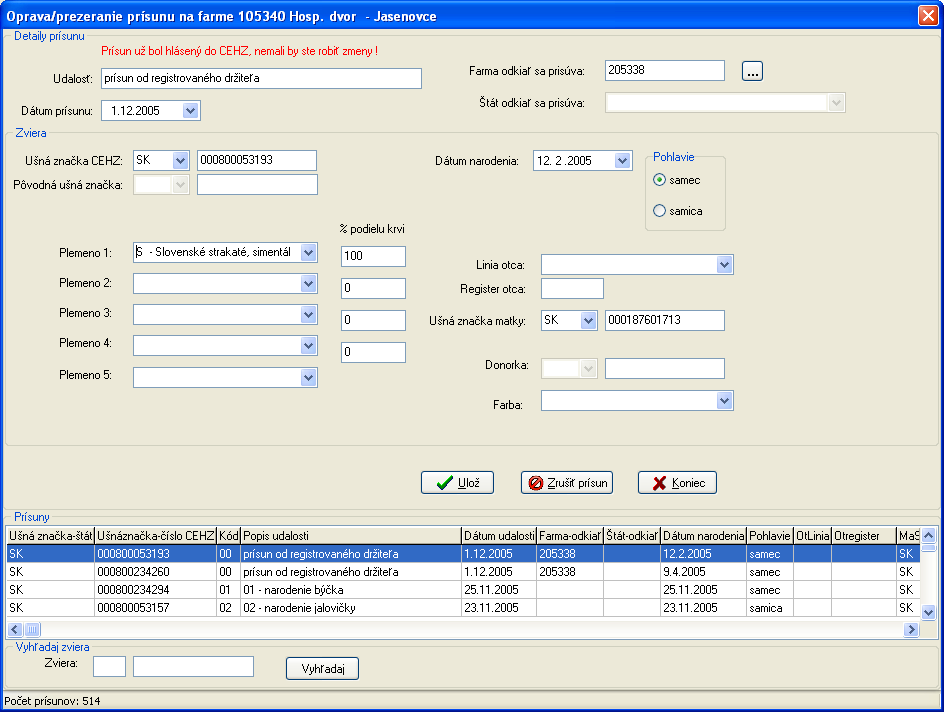 Oprava/prezeranie prísunu na farme 105340 Hosp. dvor - Jasenovce
Detaily prísunu
Prísun už bol hlásený do CEHZ, nemali by ste robiť zmeny !
Udalosť: prísun od registrovaného držiteľa
Farma odkiaľ sa prisúva: 205338 ...
Dátum prísunu: 1.12.2005
Štát odkiaľ sa prisúva:
Zviera
Ušná značka CEHZ: SK 000800053193
Dátum narodenia: 12. 2 .2005
Pohlavie
samec
samica
Pôvodná ušná značka:
% podielu krvi
Plemeno 1: S - Slovenské strakaté, simentál 100
Plemeno 2: 0
Plemeno 3: 0
Plemeno 4: 0
Plemeno 5:
Linia otca:
Register otca:
Ušná značka matky: SK 000187601713
Donorka:
Farba:
Ulož Zrušiť prísun Koniec
Prísuny
Ušná značka-štát Ušnáznačka-číslo CEHZ Kód Popis udalosti Dátum udalosti Farma-odkiaľ Štát-odkiaľ Dátum narodenia Pohlavie OtLinia Otregister MaS
SK 000800053193 00 prísun od registrovaného držiteľa 1.12.2005 205338 12.2.2005 samec SK
SK 000800234260 00 prísun od registrovaného držiteľa 1.12.2005 205338 9.4.2005 samec SK
SK 000800234294 01 01 - narodenie býčka 25.11.2005 25.11.2005 samec SK
SK 000800053157 02 02 - narodenie jalovičky 23.11.2005 23.11.2005 samica SK
Vyhľadaj zviera
Zviera: Vyhľadaj
Počet prísunov: 514